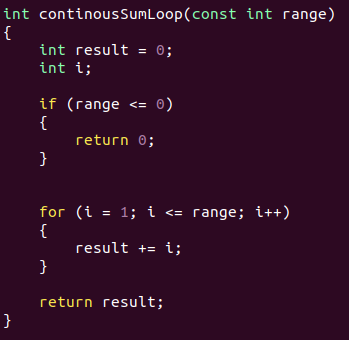 int continousSumLoop(const int range)
{
    int result = 0;
    int i;

    if (range <= 0)
    {
        return 0;
    }


    for (i = 1; i <= range; i++)
    {
        result += i;
    }

    return result;
}